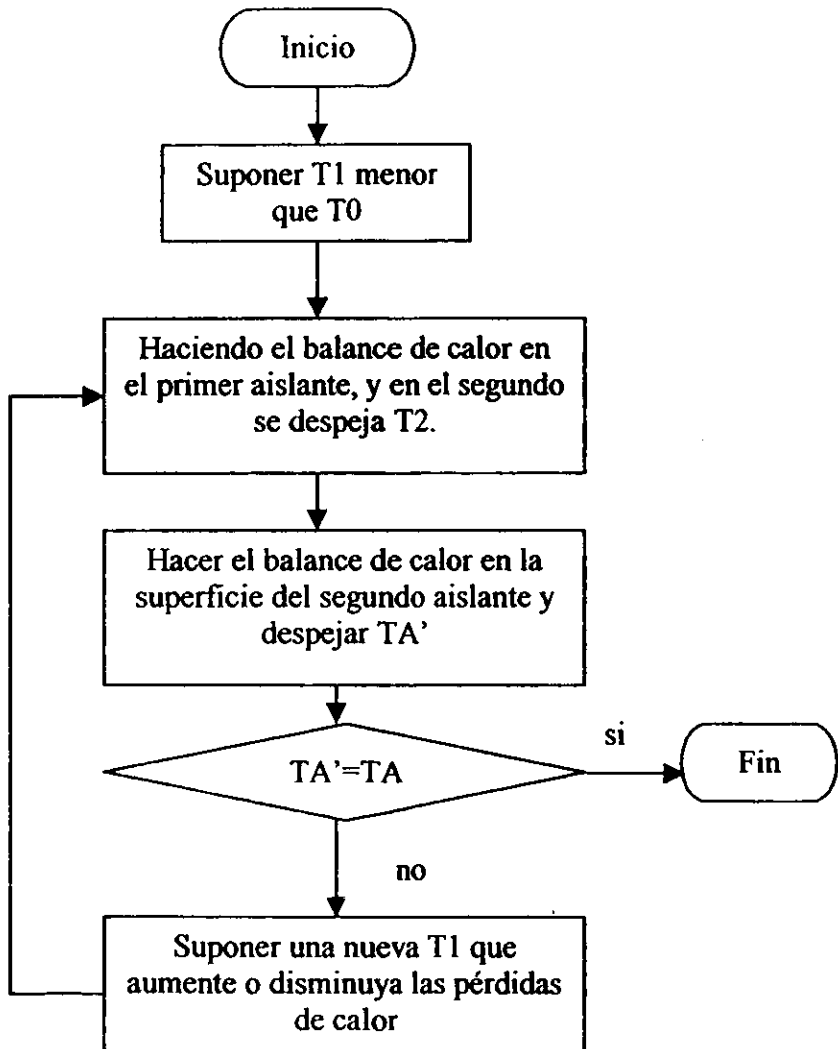 Inicio
Suponer T1 menor
que T0
Haciendo el balance de calor en
el primer aislante, y en el segundo
se despeja T2.
Hacer el balance de calor en la
superficie del segundo aislante y
despejar TA'
TA'=TA
si
Fin
no
Suponer una nueva T1 que
aumente o disminuya las pérdidas
de calor